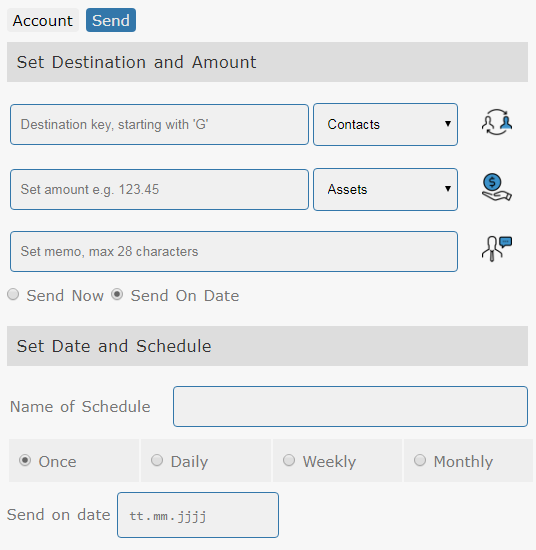 Account Send
Set Destination and Amount
Destination key, starting with 'G' Contacts
Set amount e.g. 123.45 Assets
Set memo, max 28 characters
Send Now Send On Date
Set Date and Schedule
Name of Schedule
Once Daily Weekly Monthly
Send on date tt.mm.jjjj